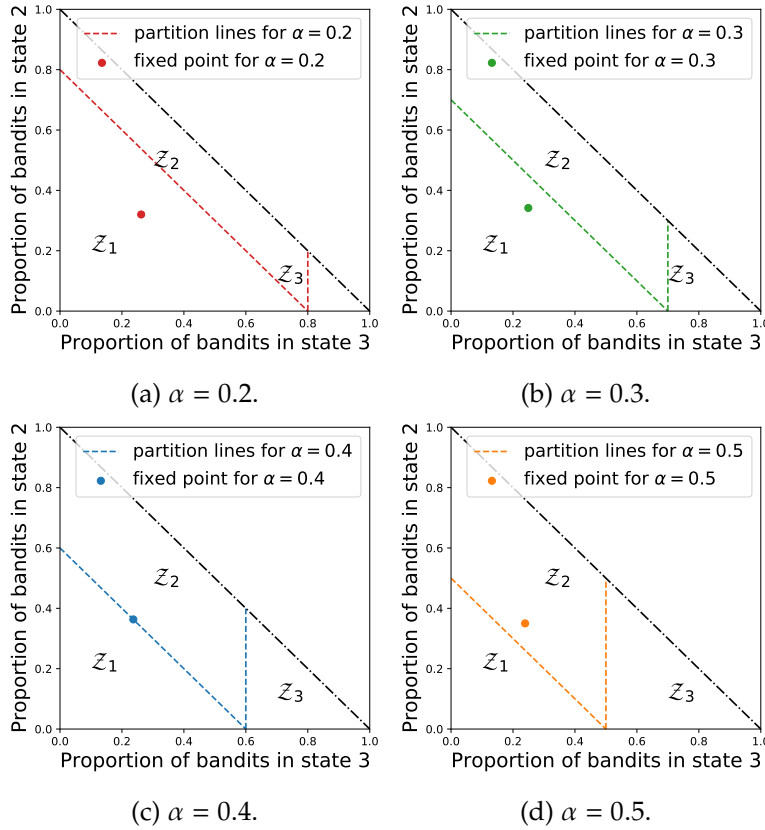 partition lines for α = 0.2
fixed point for α = 0.2
Proportion of bandits in state 2
1.0
0.8
0.6
0.4
0.2
0.0
𝒵2
𝒵1
𝒵3
0.0 0.2 0.4 0.6 0.8 1.0
Proportion of bandits in state 3
(a) α = 0.2.
partition lines for α = 0.3
fixed point for α = 0.3
Proportion of bandits in state 2
1.0
0.8
0.6
0.4
0.2
0.0
𝒵2
𝒵1
𝒵3
0.0 0.2 0.4 0.6 0.8 1.0
Proportion of bandits in state 3
(b) α = 0.3.
partition lines for α = 0.4
fixed point for α = 0.4
Proportion of bandits in state 2
1.0
0.8
0.6
0.4
0.2
0.0
𝒵2
𝒵1
𝒵3
0.0 0.2 0.4 0.6 0.8 1.0
Proportion of bandits in state 3
(c) α = 0.4.
partition lines for α = 0.5
fixed point for α = 0.5
Proportion of bandits in state 2
1.0
0.8
0.6
0.4
0.2
0.0
𝒵2
𝒵1
𝒵3
0.0 0.2 0.4 0.6 0.8 1.0
Proportion of bandits in state 3
(d) α = 0.5.